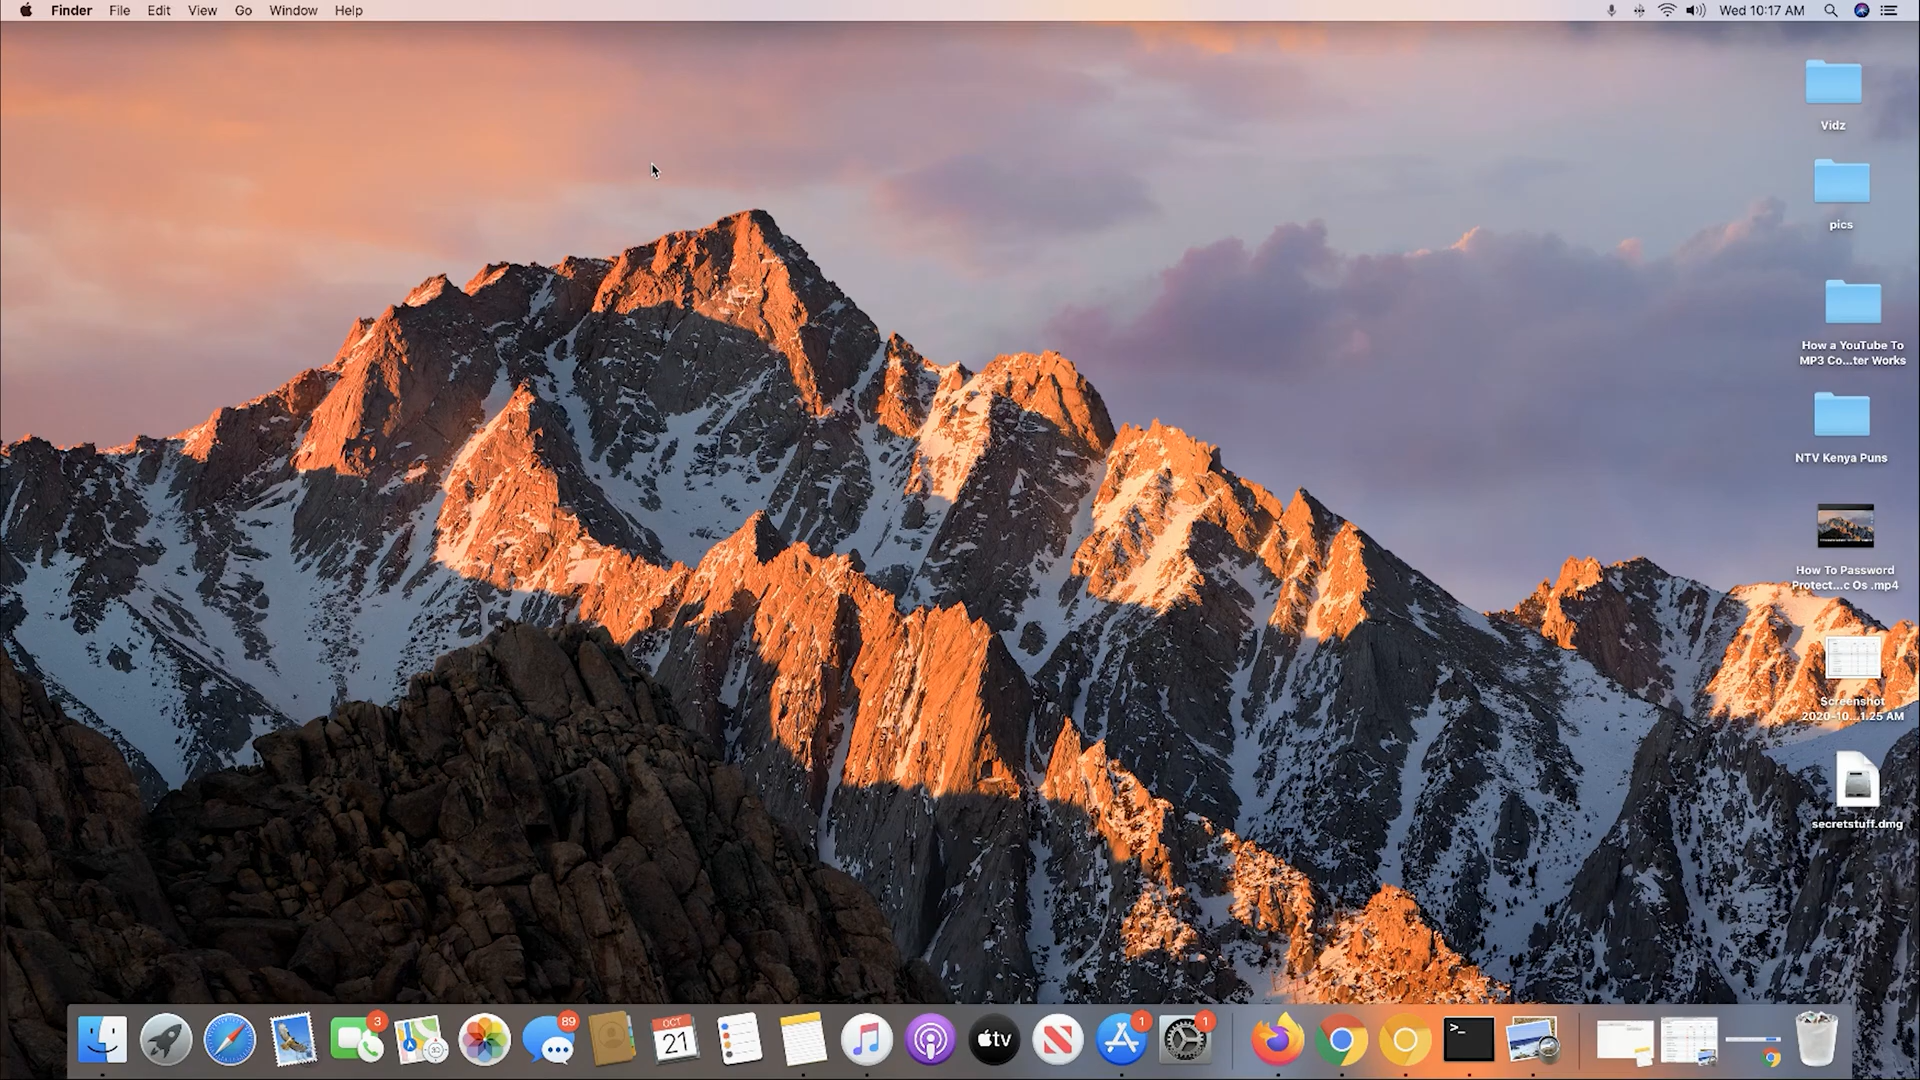 Finder File Edit View Go Window Help
Wed 10:17 AM
Vidz
pics
How a YouTube To
MP3 Co...ter Works
NTV Kenya Puns
How To Password
Protect...c Os .mp4
Screenshot
2020-10...1.25 AM
secretstuff.dmg
3
89
OCT
21
tv
1
1
>_